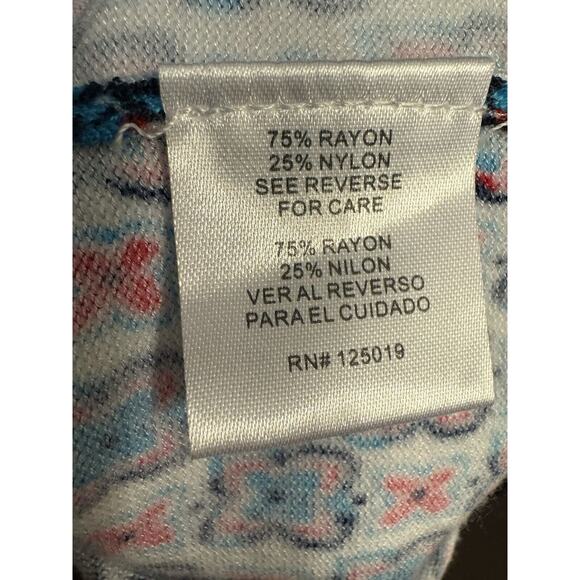 75% RAYON
25% NYLON
SEE REVERSE
FOR CARE
75% RAYON
25% NILON
VER AL REVERSO
PARA EL CUIDADO
RN# 125019